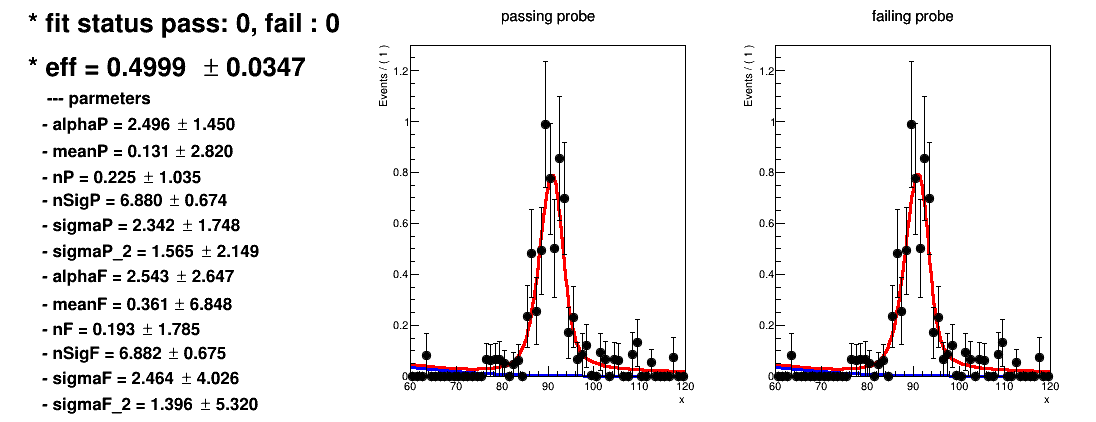 * fit status pass: 0, fail : 0
* eff = 0.4999 ± 0.0347
--- parmeters
- alphaP = 2.496 ± 1.450
- meanP = 0.131 ± 2.820
- nP = 0.225 ± 1.035
- nSigP = 6.880 ± 0.674
- sigmaP = 2.342 ± 1.748
- sigmaP_2 = 1.565 ± 2.149
- alphaF = 2.543 ± 2.647
- meanF = 0.361 ± 6.848
- nF = 0.193 ± 1.785
- nSigF = 6.882 ± 0.675
- sigmaF = 2.464 ± 4.026
- sigmaF_2 = 1.396 ± 5.320
passing probe
Events / ( 1 )
1.2
1
0.8
0.6
0.4
0.2
0
60 70 80 90 100 110 120
x
failing probe
Events / ( 1 )
1.2
1
0.8
0.6
0.4
0.2
0
60 70 80 90 100 110 120
x